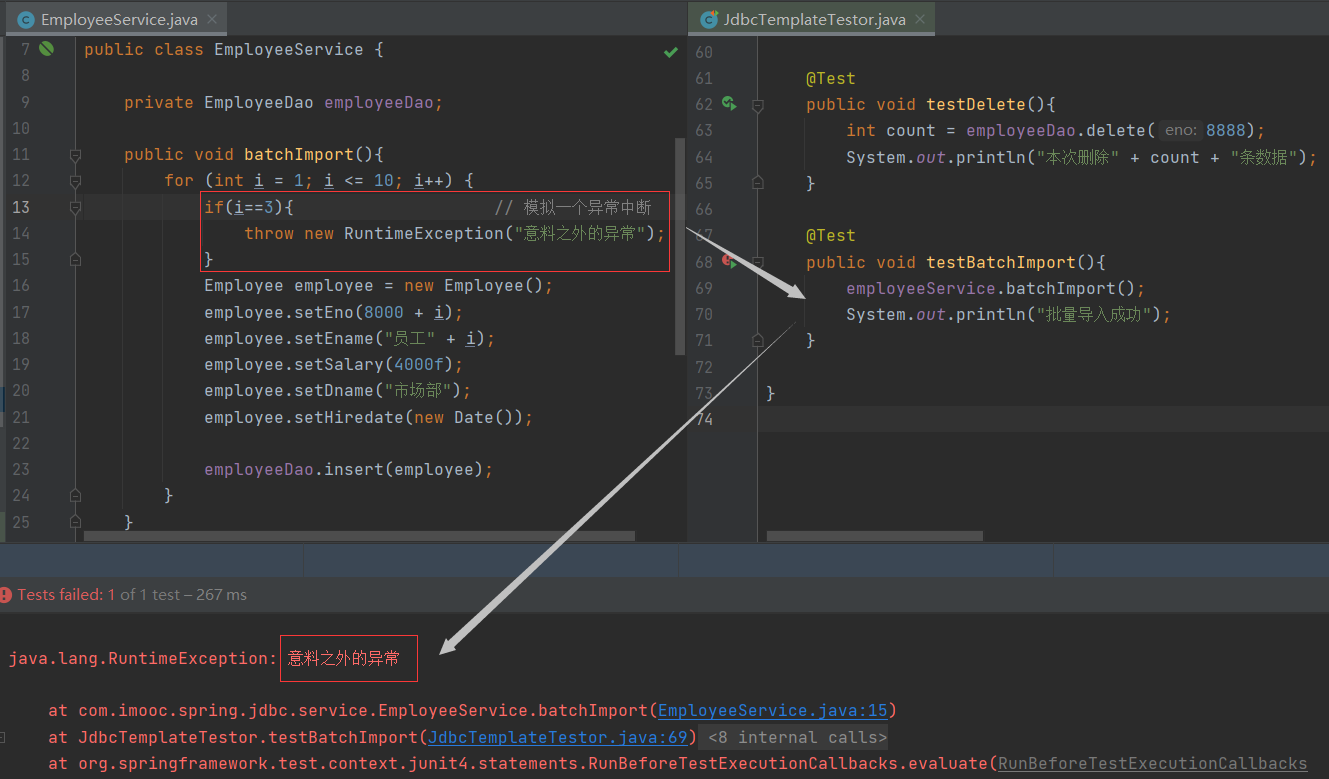 EmployeeService.java
7 public class EmployeeService {
8
9 private EmployeeDao employeeDao;
10
11 public void batchImport(){
12 for (int i = 1; i <= 10; i++) {
13 if(i==3){ // 模拟一个异常中断
14 throw new RuntimeException("意料之外的异常");
15 }
16 Employee employee = new Employee();
17 employee.setEno(8000 + i);
18 employee.setEname("员工" + i);
19 employee.setSalary(4000f);
20 employee.setDname("市场部");
21 employee.setHiredate(new Date());
22
23 employeeDao.insert(employee);
24 }
25 }
JdbcTemplateTestor.java
60
61 @Test
62 public void testDelete(){
63 int count = employeeDao.delete( eno: 8888);
64 System.out.println("本次删除" + count + "条数据");
65 }
66
67 @Test
68 public void testBatchImport(){
69 employeeService.batchImport();
70 System.out.println("批量导入成功");
71 }
72
73 }
74
Tests failed: 1 of 1 test – 267 ms
java.lang.RuntimeException: 意料之外的异常
at com.imooc.spring.jdbc.service.EmployeeService.batchImport(EmployeeService.java:15)
at JdbcTemplateTestor.testBatchImport(JdbcTemplateTestor.java:69) <8 internal calls>
at org.springframework.test.context.junit4.statements.RunBeforeTestExecutionCallbacks.evaluate(RunBeforeTestExecutionCallbacks